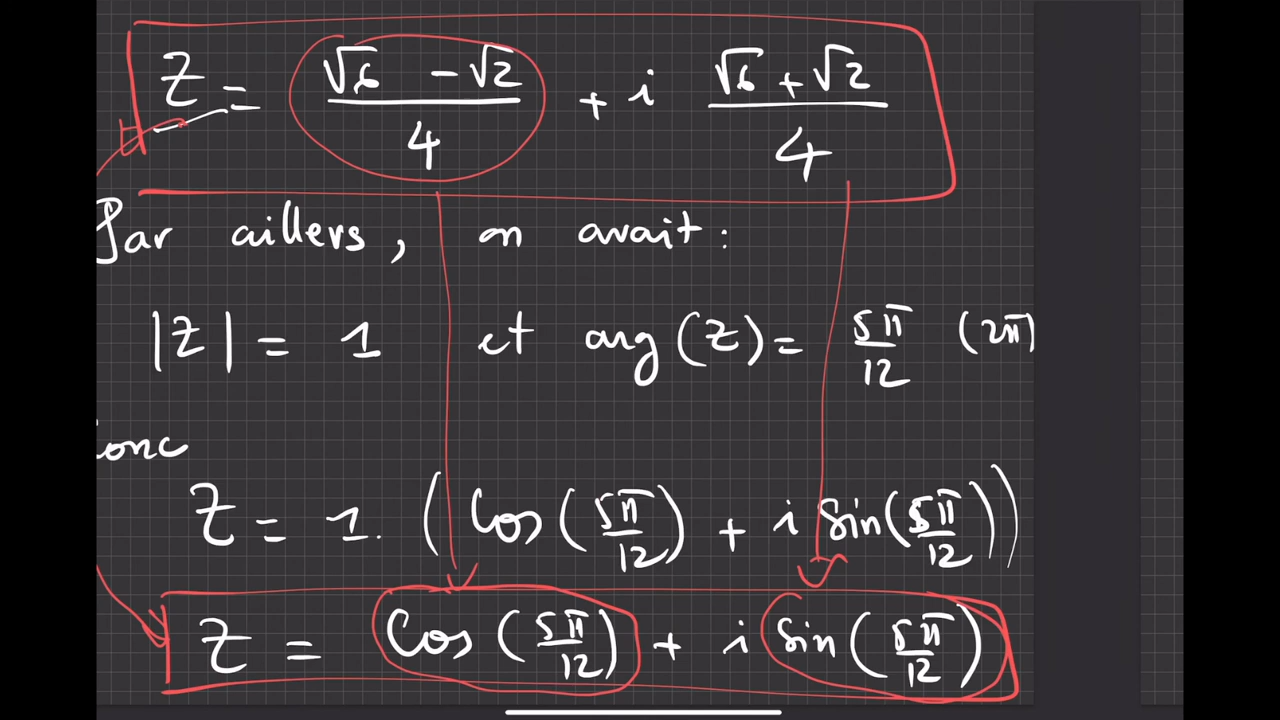 Z = (√6 - √2)/4 + i (√6 + √2)/4
Par aillers, on avait :
|Z| = 1 et arg(Z) = 5π/12 (2π)
onc
Z = 1. (Cos(5π/12) + i Sin(5π/12))
Z = Cos(5π/12) + i Sin(5π/12)